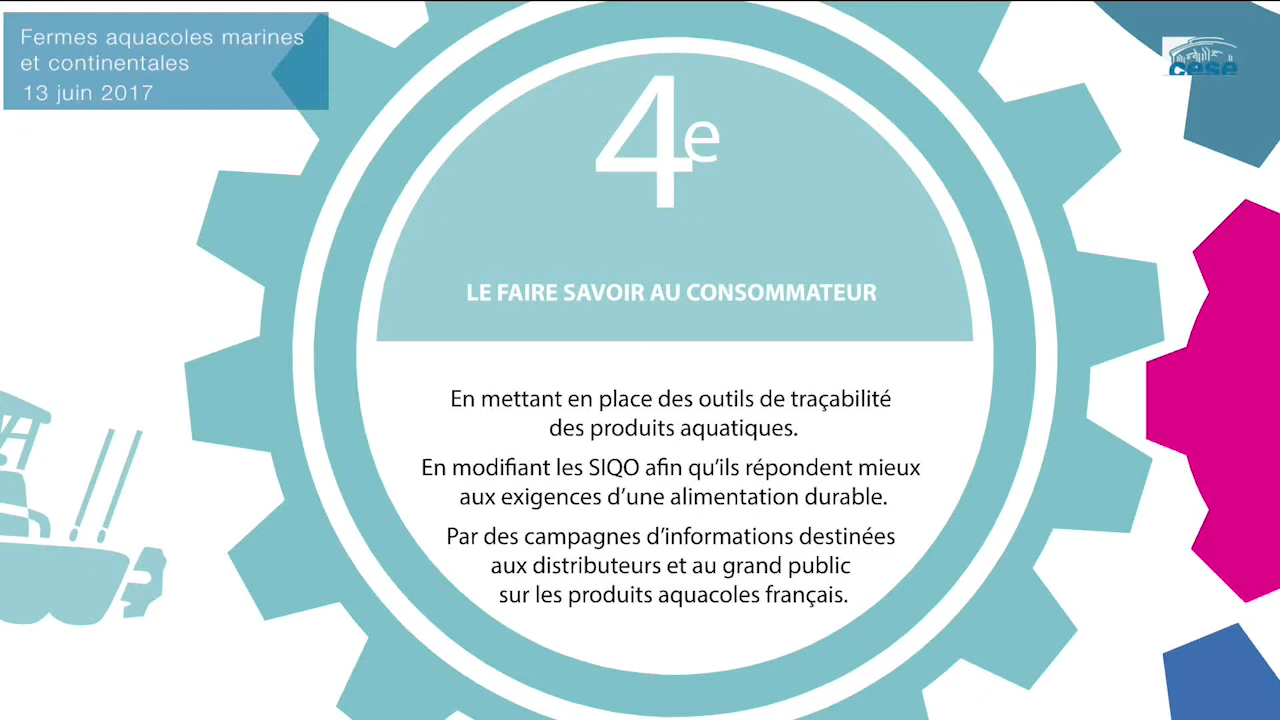 Fermes aquacoles marines
et continentales
13 juin 2017
cese
4e
LE FAIRE SAVOIR AU CONSOMMATEUR
En mettant en place des outils de traçabilité
des produits aquatiques.
En modifiant les SIQO afin qu’ils répondent mieux
aux exigences d’une alimentation durable.
Par des campagnes d’informations destinées
aux distributeurs et au grand public
sur les produits aquacoles français.